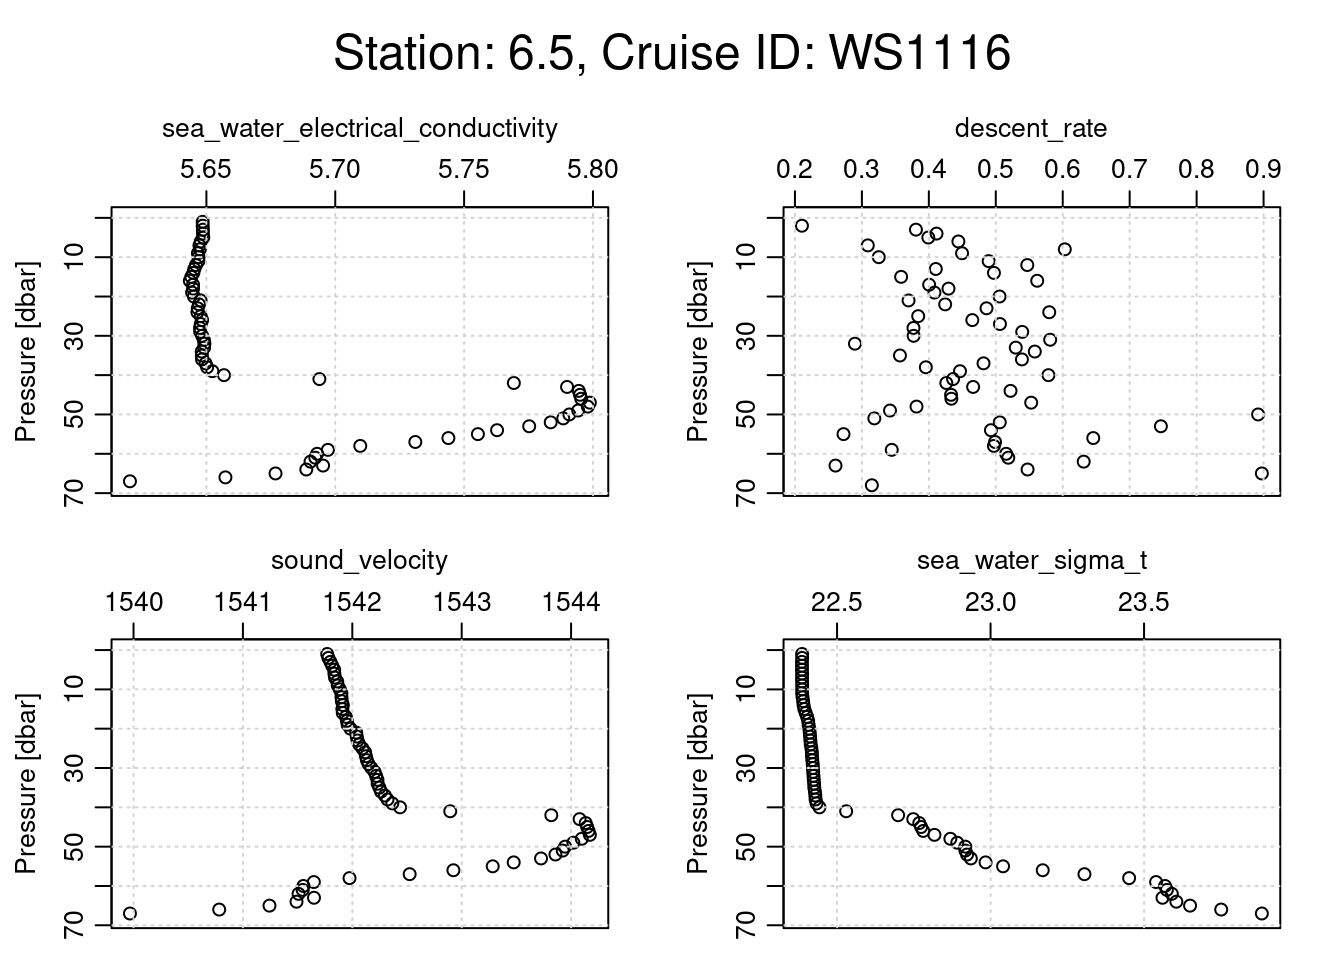 Station: 6.5, Cruise ID: WS1116
sea_water_electrical_conductivity
5.65 5.70 5.75 5.80
Pressure [dbar]
10
30
50
70
descent_rate
0.2 0.3 0.4 0.5 0.6 0.7 0.8 0.9
Pressure [dbar]
10
30
50
70
sound_velocity
1540 1541 1542 1543 1544
Pressure [dbar]
10
30
50
70
sea_water_sigma_t
22.5 23.0 23.5
Pressure [dbar]
10
30
50
70